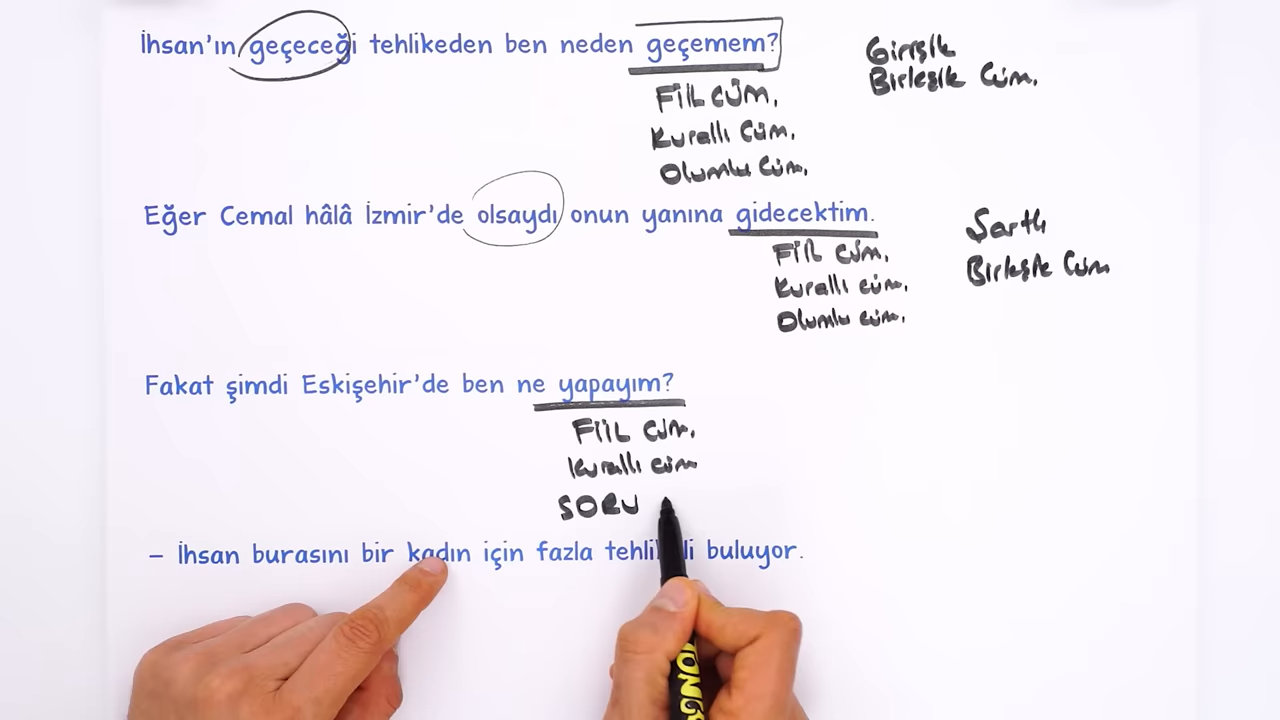 İhsan'ın geçeceği tehlikeden ben neden geçemem?
Girişik
Birleşik Cüm.
Fiil cüm.
Kurallı Cüm.
Olumlu Cüm.
Eğer Cemal hâlâ İzmir'de olsaydı onun yanına gidecektim.
Şartlı
Birleşik Cüm
Fiil cüm.
Kurallı cüm.
Olumlu cüm.
Fakat şimdi Eskişehir'de ben ne yapayım?
Fiil cüm.
Kurallı cüm
SORU
– İhsan burasını bir kadın için fazla tehlikeli buluyor.